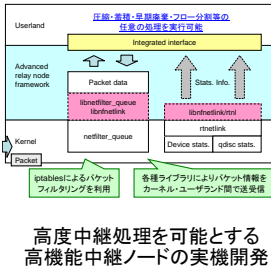 Userland
圧縮・蓄積・早期廃棄・フロー分割等の
任意の処理を実行可能
Integrated interface
Advanced
relay node
framework
Packet data
Stats. Info.
libnetfilter_queue
libnfnetlink
libnfnetlink/rtnl
Kernel
netfilter_queue
rtnetlink
Device stats.
qdisc stats.
Packet
iptablesによるパケット
フィルタリングを利用
各種ライブラリによりパケット情報を
カーネル・ユーザランド間で送受信
高度中継処理を可能とする
高機能中継ノードの実機開発